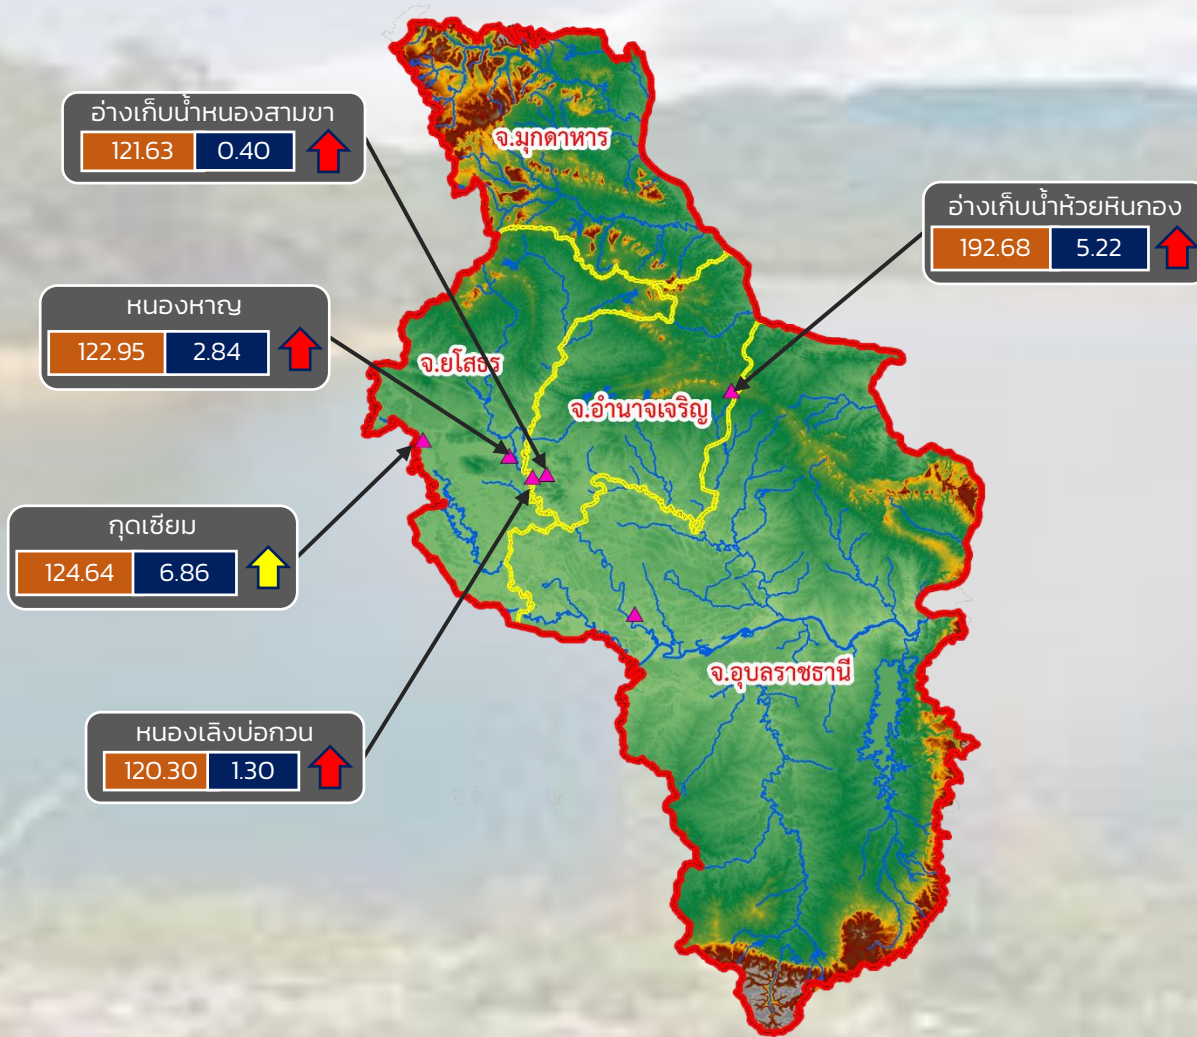 อ่างเก็บน้ำหนองสามขา
121.63 0.40
จ.มุกดาหาร
อ่างเก็บน้ำห้วยหินกอง
192.68 5.22
หนองหาญ
122.95 2.84
จ.ยโสธร
จ.อำนาจเจริญ
กุดเซียม
124.64 6.86
จ.อุบลราชธานี
หนองเลิงบ่อกวน
120.30 1.30